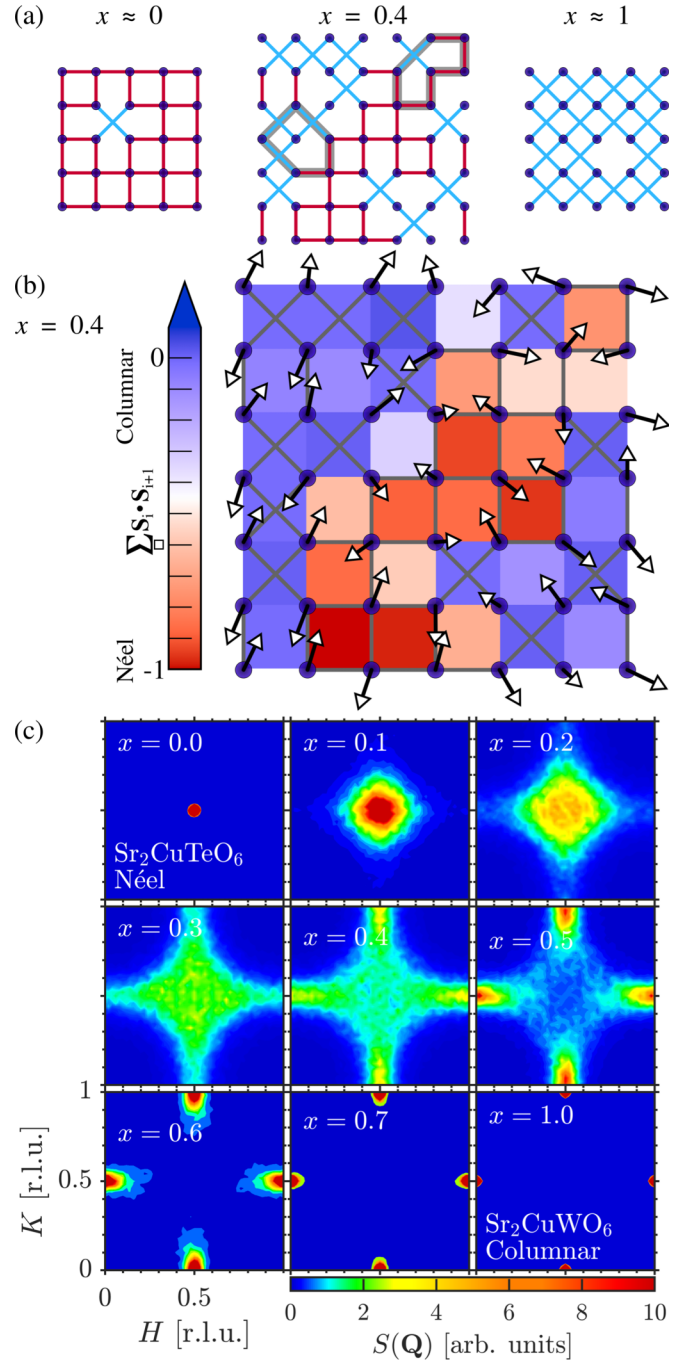 (a)
x ≈ 0
x = 0.4
x ≈ 1
(b)
x = 0.4
0
Columnar
∑□ Sᵢ·Sᵢ₊₁
Néel
-1
(c)
x = 0.0
x = 0.1
x = 0.2
Sr₂CuTeO₆
Néel
x = 0.3
x = 0.4
x = 0.5
x = 0.6
x = 0.7
x = 1.0
Sr₂CuWO₆
Columnar
1
0.5
0
K [r.l.u.]
0
0.5
H [r.l.u.]
0 2 4 6 8 10
S(Q) [arb. units]